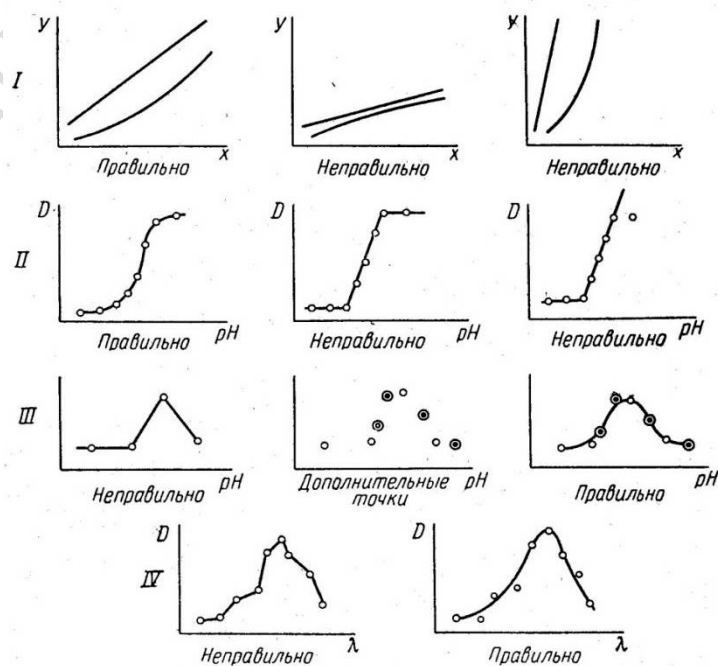 y y y
I
x x x
Правильно Неправильно Неправильно
D D D
II
pH pH pH
Правильно Неправильно Неправильно
III
pH pH pH
Неправильно Дополнительные точки Правильно
D D
IV
λ λ
Неправильно Правильно